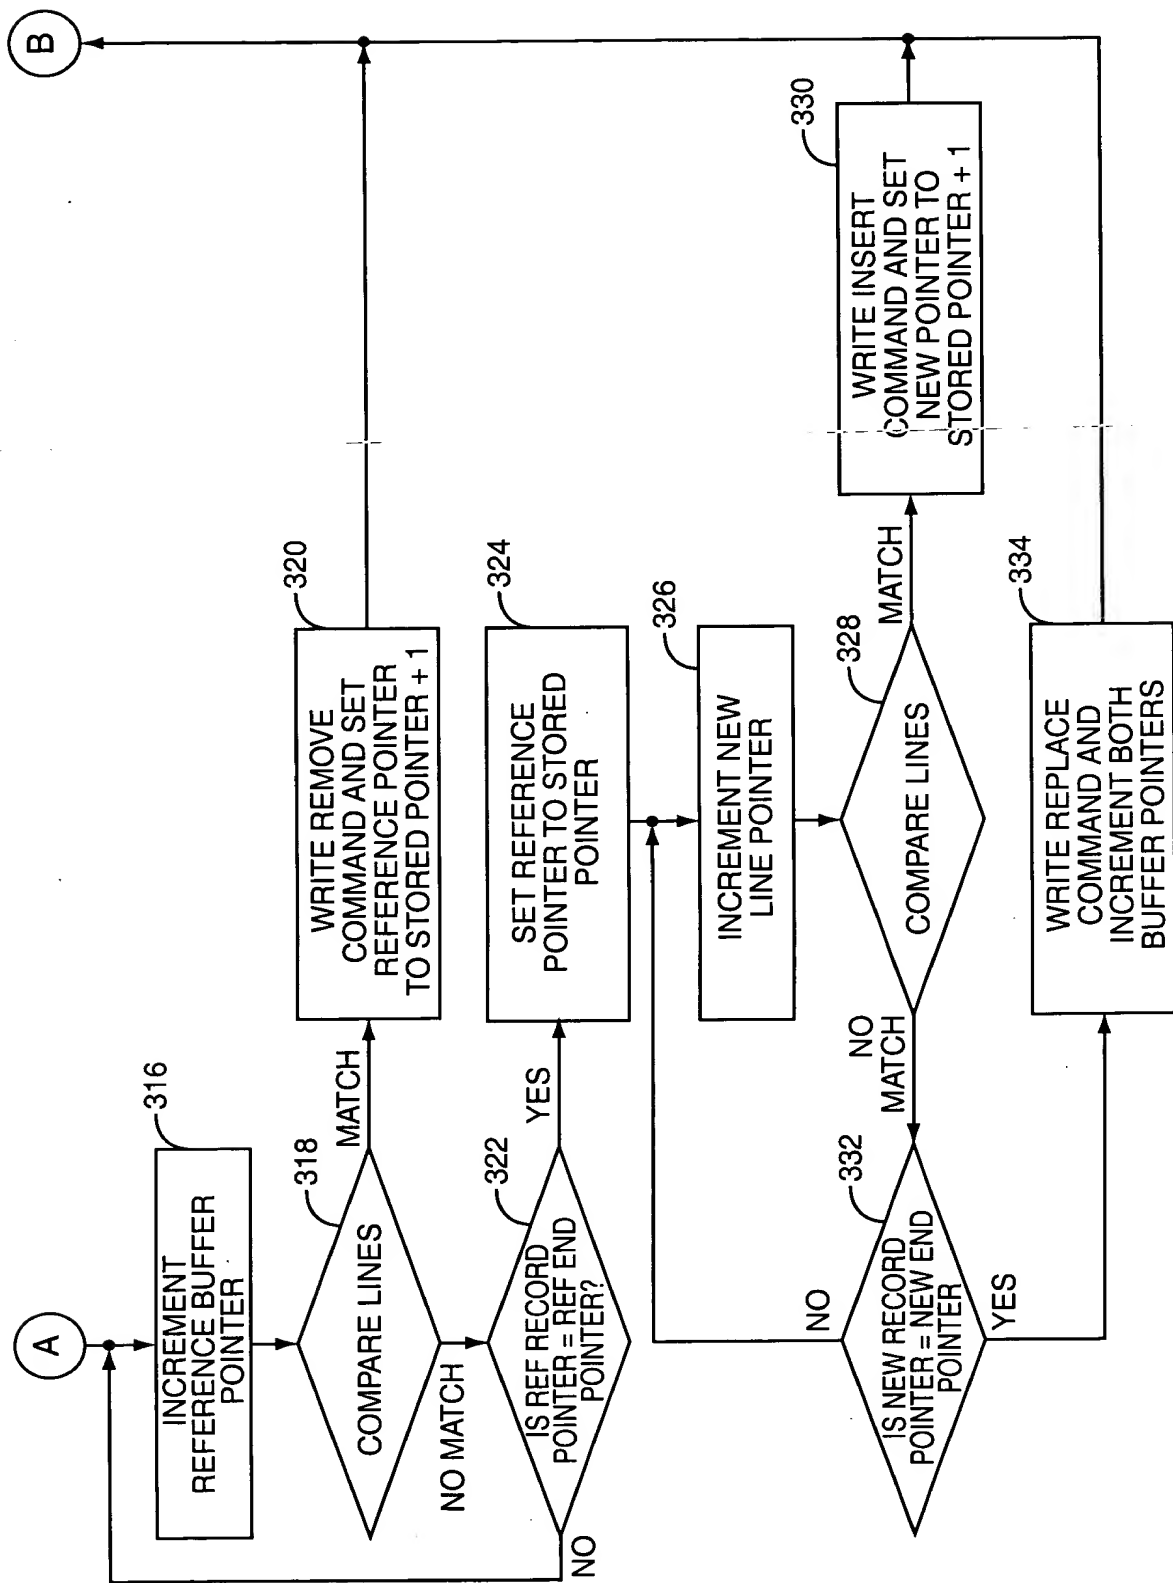 A
INCREMENT
REFERENCE BUFFER
POINTER
316
COMPARE LINES
318
MATCH
NO MATCH
WRITE REMOVE
COMMAND AND SET
REFERENCE POINTER
TO STORED POINTER + 1
320
IS REF RECORD
POINTER = REF END
POINTER?
322
YES
NO
SET REFERENCE
POINTER TO STORED
POINTER
324
INCREMENT NEW
LINE POINTER
326
COMPARE LINES
328
MATCH
NO
MATCH
WRITE INSERT
COMMAND AND SET
NEW POINTER TO
STORED POINTER + 1
330
IS NEW RECORD
POINTER = NEW END
POINTER
332
NO
YES
WRITE REPLACE
COMMAND AND
INCREMENT BOTH
BUFFER POINTERS
334
B